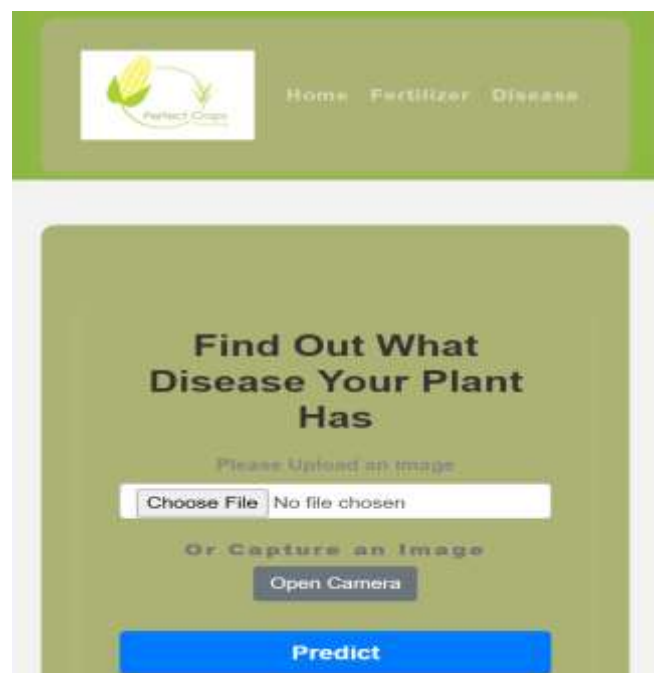 Perfect Crops
Home Fertilizer Disease
Find Out What
Disease Your Plant
Has
Please Upload an Image
Choose File No file chosen
Or Capture an Image
Open Camera
Predict